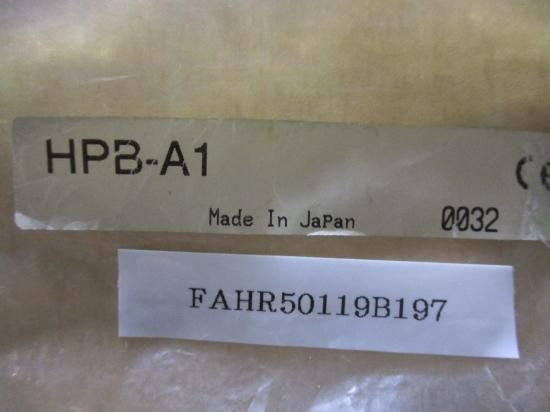 HPB-A1
CE
Made In JaPan 0032
FAHR50119B197